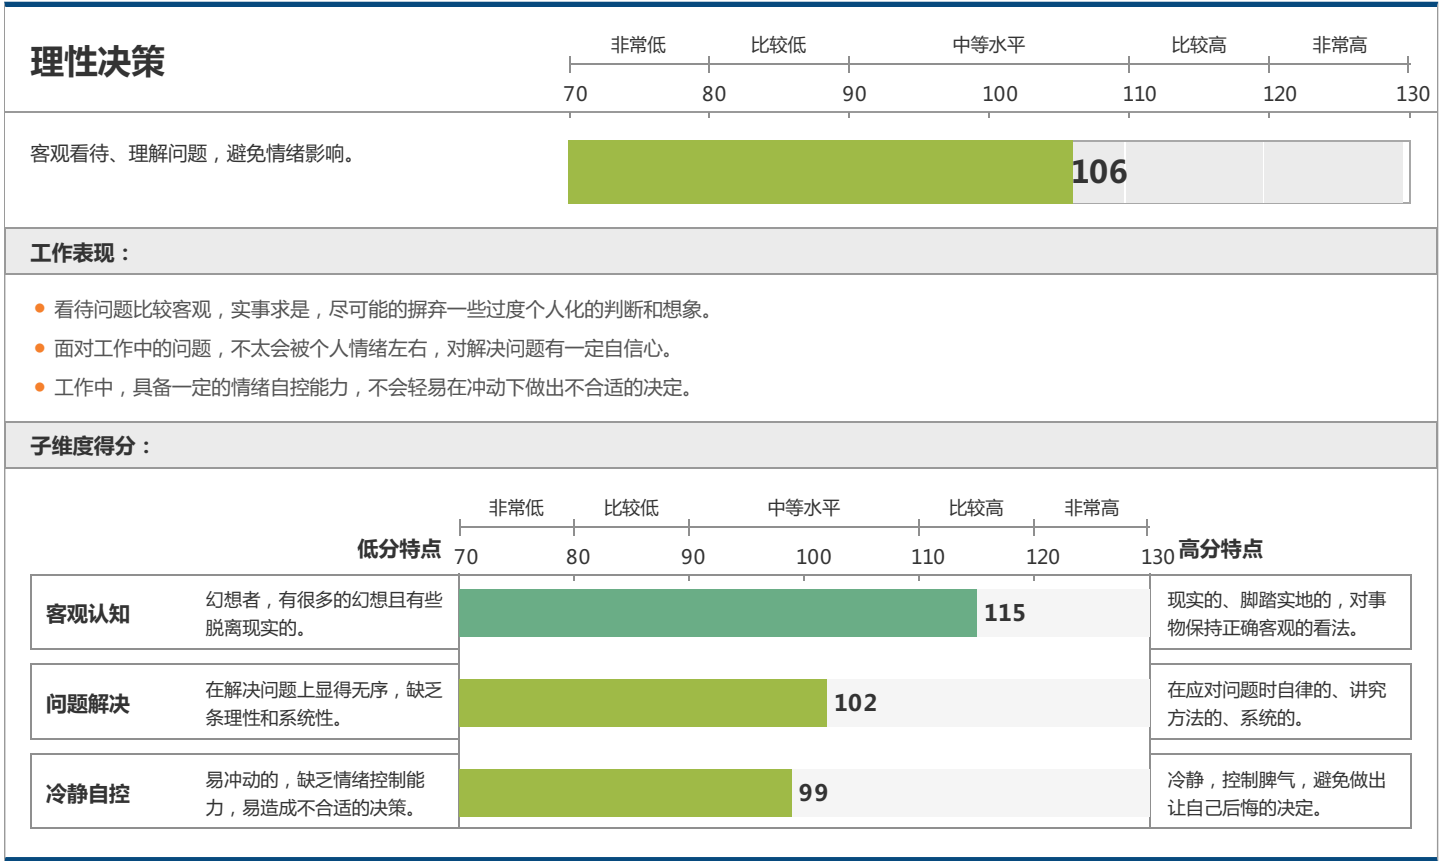 理性决策
非常低 比较低 中等水平 比较高 非常高
70 80 90 100 110 120 130
客观看待、理解问题，避免情绪影响。
106
工作表现：
看待问题比较客观，实事求是，尽可能的摒弃一些过度个人化的判断和想象。
面对工作中的问题，不太会被个人情绪左右，对解决问题有一定自信心。
工作中，具备一定的情绪自控能力，不会轻易在冲动下做出不合适的决定。
子维度得分：
非常低 比较低 中等水平 比较高 非常高
低分特点 70 80 90 100 110 120 130 高分特点
客观认知
幻想者，有很多的幻想且有些
脱离现实的。
115
现实的、脚踏实地的，对事
物保持正确客观的看法。
问题解决
在解决问题上显得无序，缺乏
条理性和系统性。
102
在应对问题时自律的、讲究
方法的、系统的。
冷静自控
易冲动的，缺乏情绪控制能
力，易造成不合适的决策。
99
冷静，控制脾气，避免做出
让自己后悔的决定。